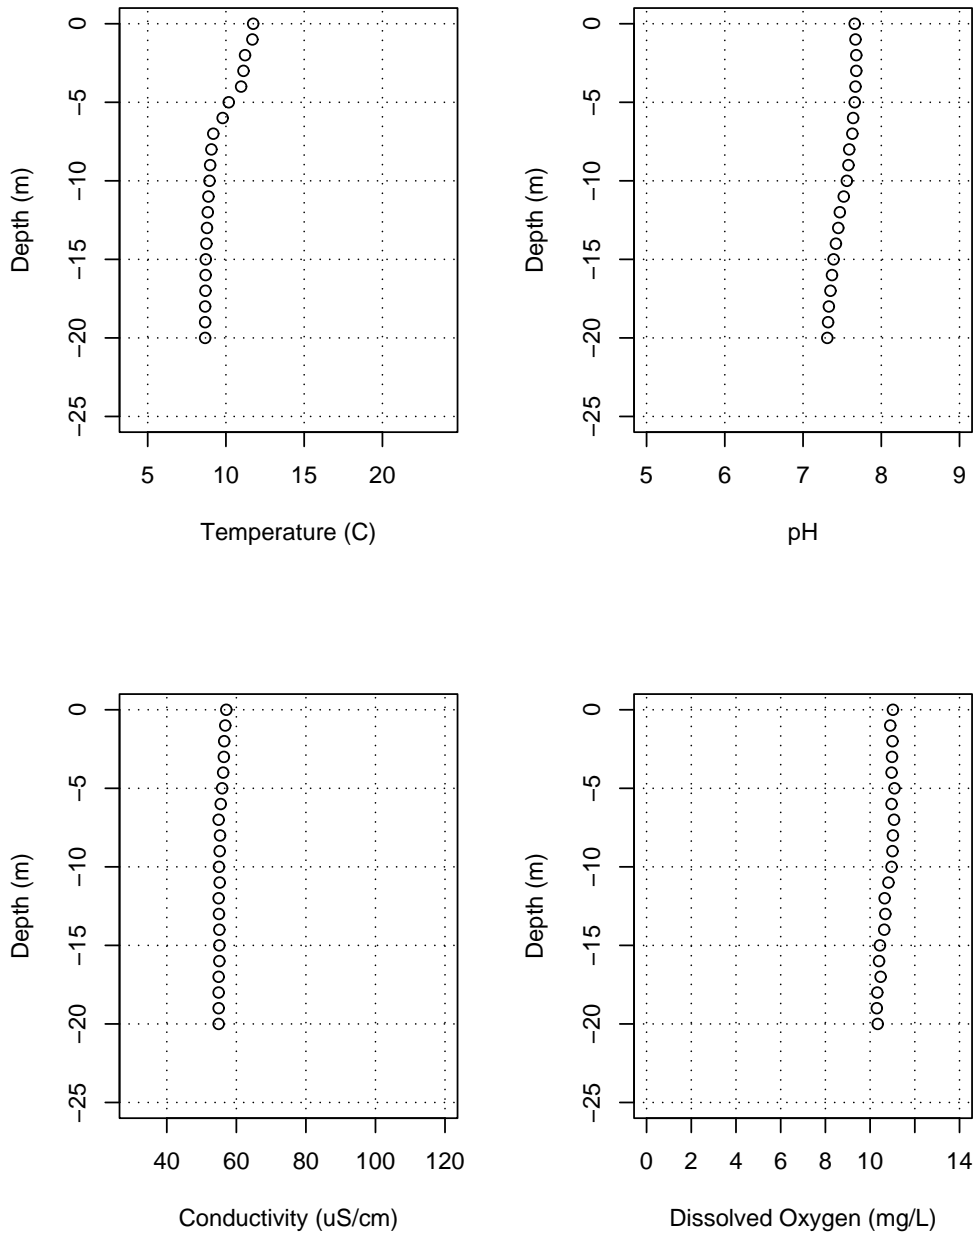 0
−5
−10
−15
−20
−25
Depth (m)
5 10 15 20
Temperature (C)
0
−5
−10
−15
−20
−25
Depth (m)
5 6 7 8 9
pH
0
−5
−10
−15
−20
−25
Depth (m)
40 60 80 100 120
Conductivity (uS/cm)
0
−5
−10
−15
−20
−25
Depth (m)
0 2 4 6 8 10 14
Dissolved Oxygen (mg/L)